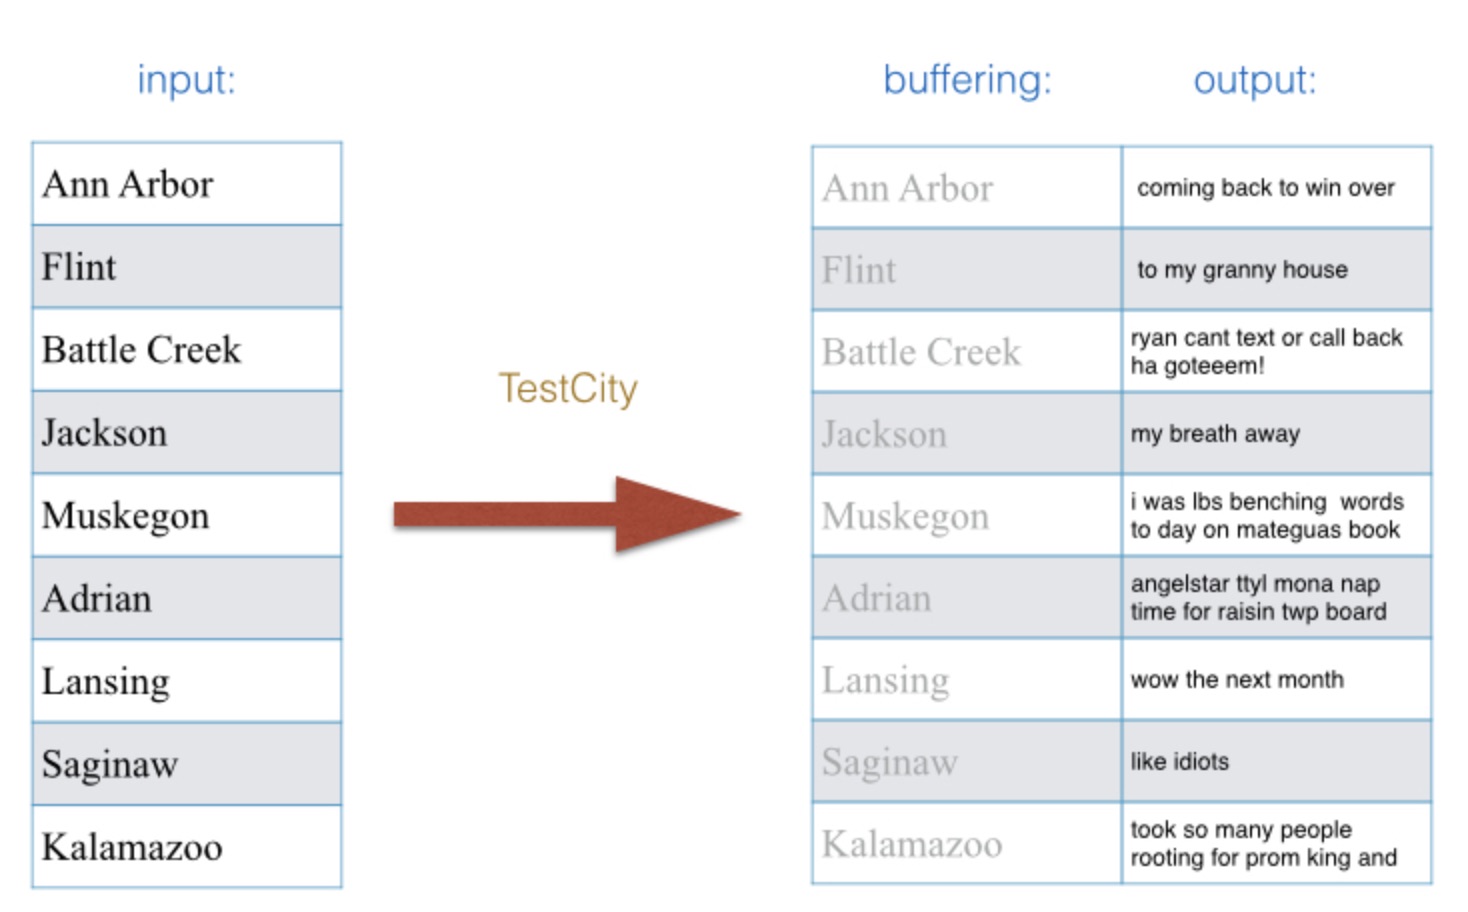 input:
Ann Arbor
Flint
Battle Creek
Jackson
Muskegon
Adrian
Lansing
Saginaw
Kalamazoo
TestCity
buffering: output:
Ann Arbor coming back to win over
Flint to my granny house
Battle Creek ryan cant text or call back
ha goteeem!
Jackson my breath away
Muskegon i was lbs benching  words
to day on mateguas book
Adrian angelstar ttyl mona nap
time for raisin twp board
Lansing wow the next month
Saginaw like idiots
Kalamazoo took so many people
rooting for prom king and